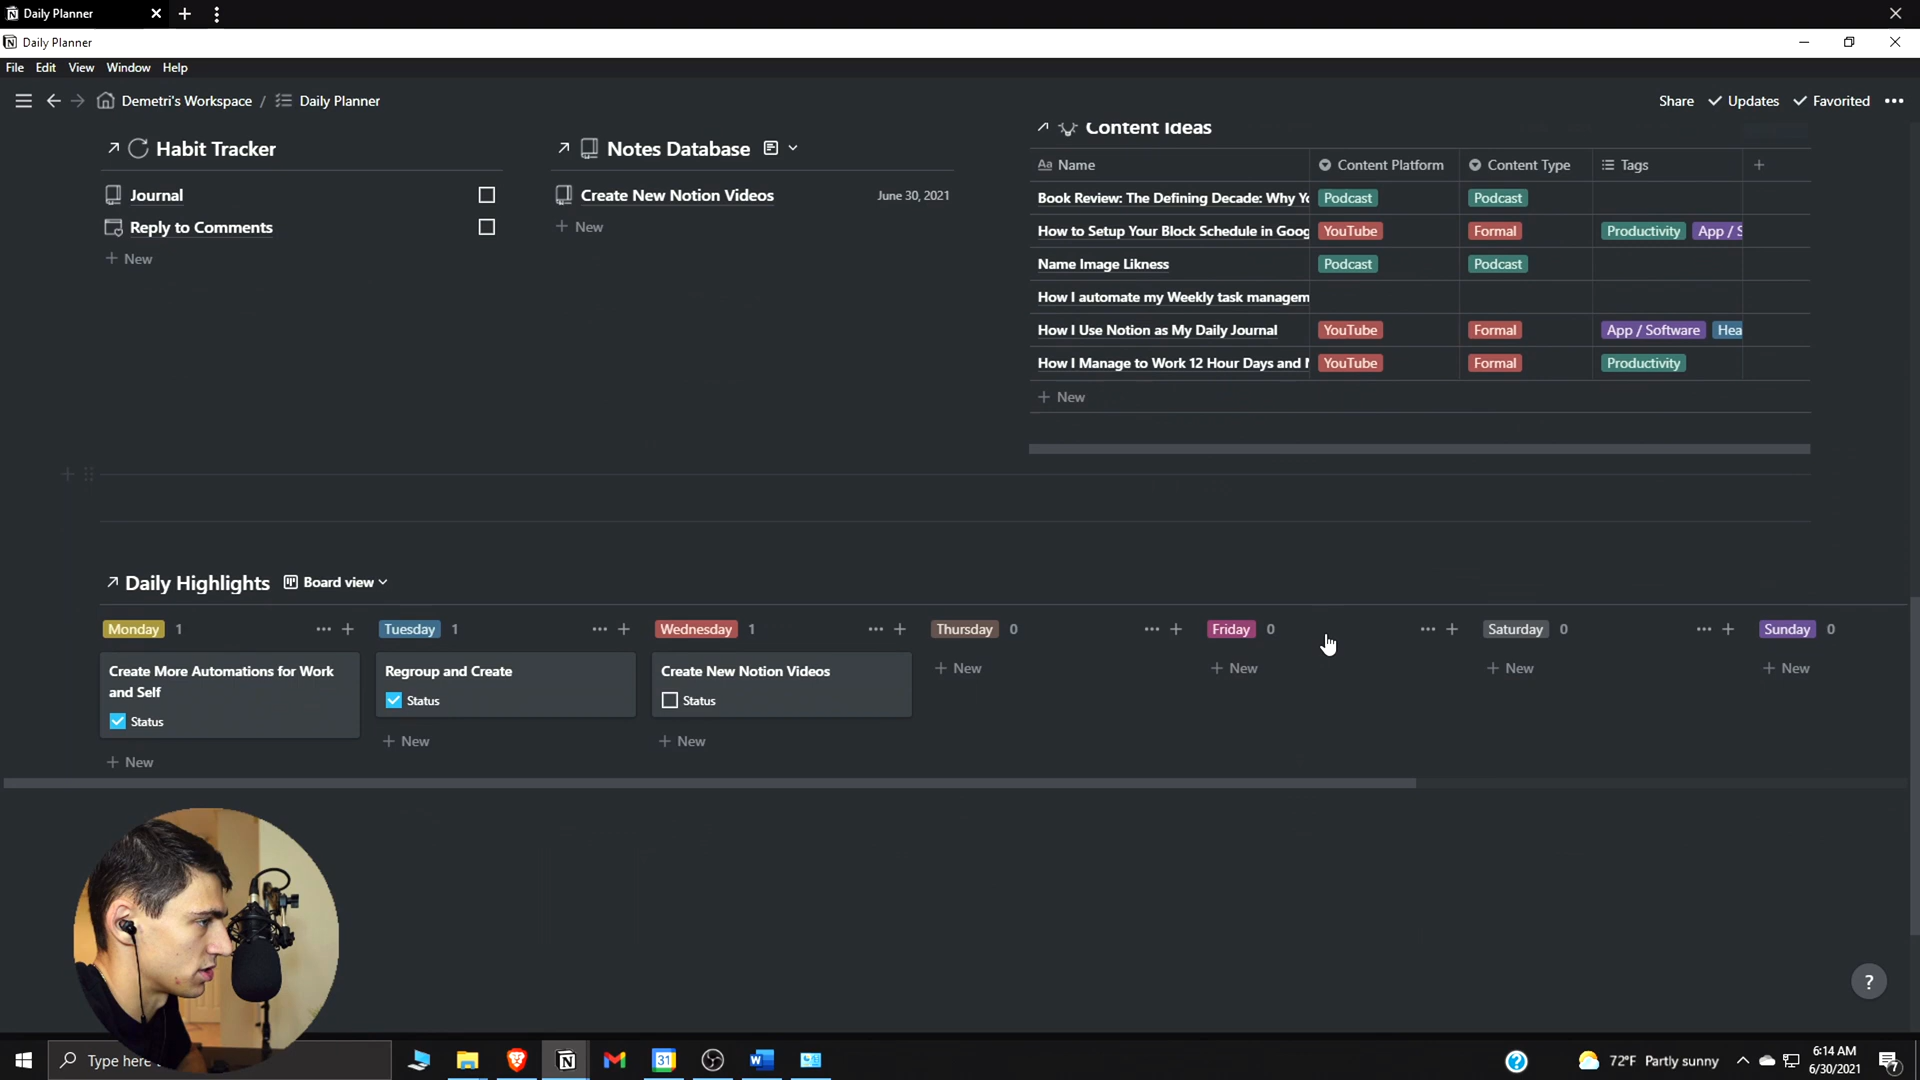 Daily Planner
Daily Planner
File Edit View Window Help
Demetri's Workspace / Daily Planner
Share Updates Favorited
Habit Tracker
Journal
Reply to Comments
+ New
Notes Database
Create New Notion Videos June 30, 2021
+ New
Content Ideas
Aa Name Content Platform Content Type Tags
Book Review: The Defining Decade: Why Yo Podcast Podcast
How to Setup Your Block Schedule in Goog YouTube Formal Productivity App / S
Name Image Likness Podcast Podcast
How I automate my Weekly task managem
How I Use Notion as My Daily Journal YouTube Formal App / Software Hea
How I Manage to Work 12 Hour Days and YouTube Formal Productivity
+ New
Daily Highlights Board view
Monday 1 Tuesday 1 Wednesday 1 Thursday 0 Friday 0 Saturday 0 Sunday 0
Create More Automations for Work
and Self
Status
+ New
Regroup and Create
Status
+ New
Create New Notion Videos
Status
+ New
+ New
+ New
+ New
+ New
?
Type here
31
W
?
72°F Partly sunny
6:14 AM
6/30/2021
7